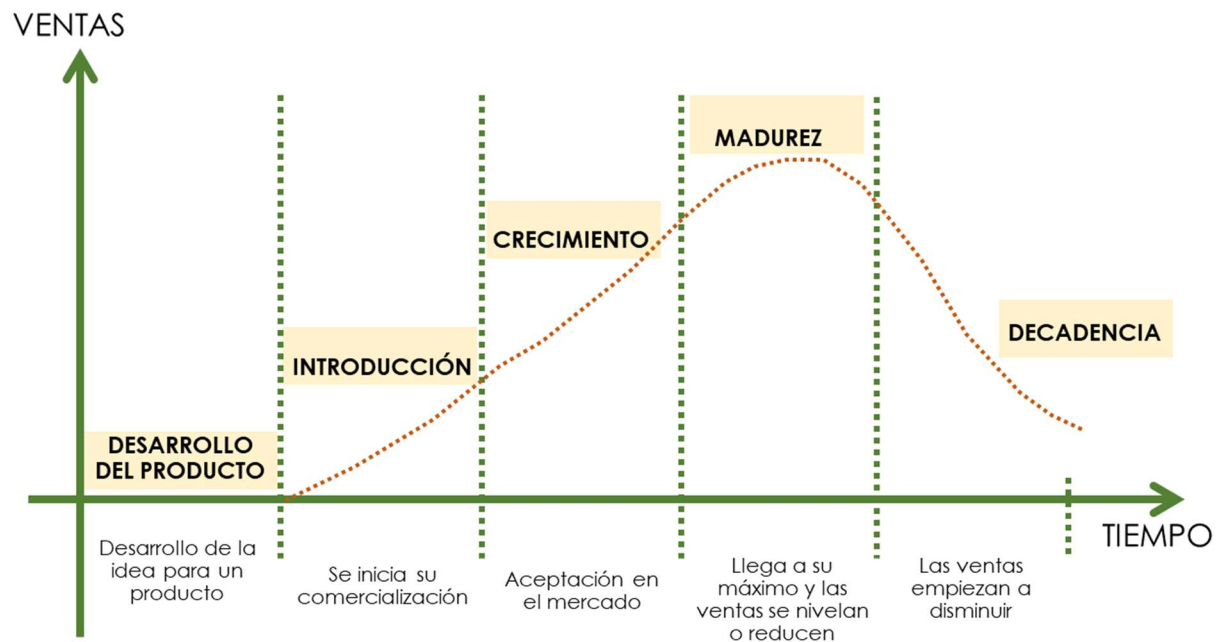 VENTAS
MADUREZ
CRECIMIENTO
DECADENCIA
INTRODUCCIÓN
DESARROLLO
DEL PRODUCTO
TIEMPO
Desarrollo de la
idea para un
producto
Se inicia su
comercialización
Aceptación en
el mercado
Llega a su
máximo y las
ventas se nivelan
o reducen
Las ventas
empiezan a
disminuir